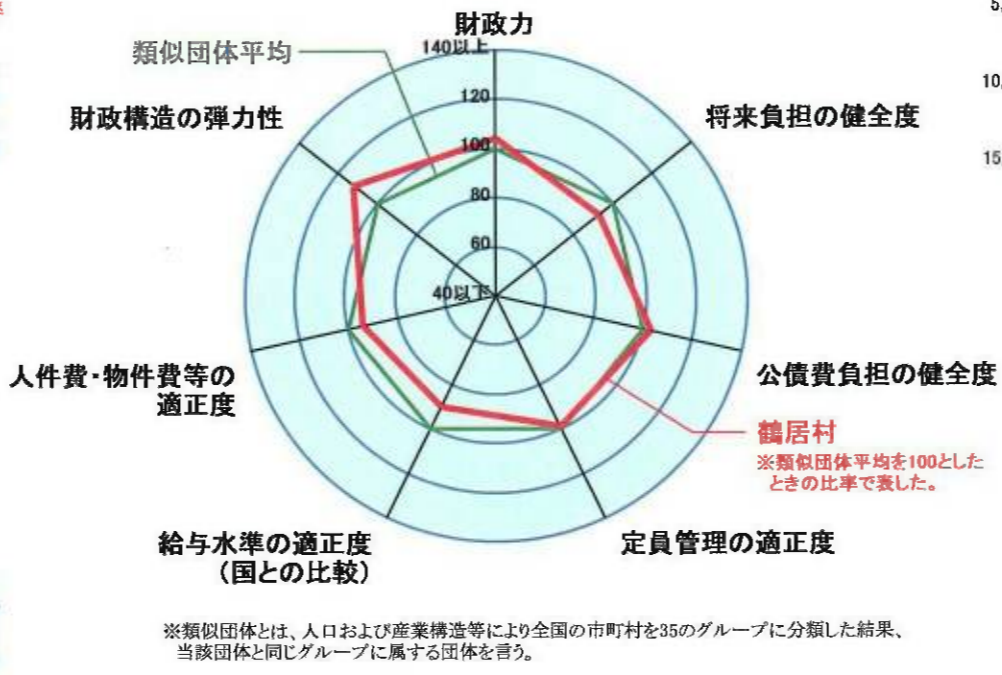 財政力
類似団体平均
140以上
120
100
80
60
40以下
財政構造の弾力性
将来負担の健全度
人件費・物件費等の
適正度
公債費負担の健全度
鶴居村
※類似団体平均を100とした
ときの比率で表した。
給与水準の適正度
(国との比較)
定員管理の適正度
※類似団体とは、人口および産業構造等により全国の市町村を35のグループに分類した結果、
当該団体と同じグループに属する団体を言う。
5,
10,
15,